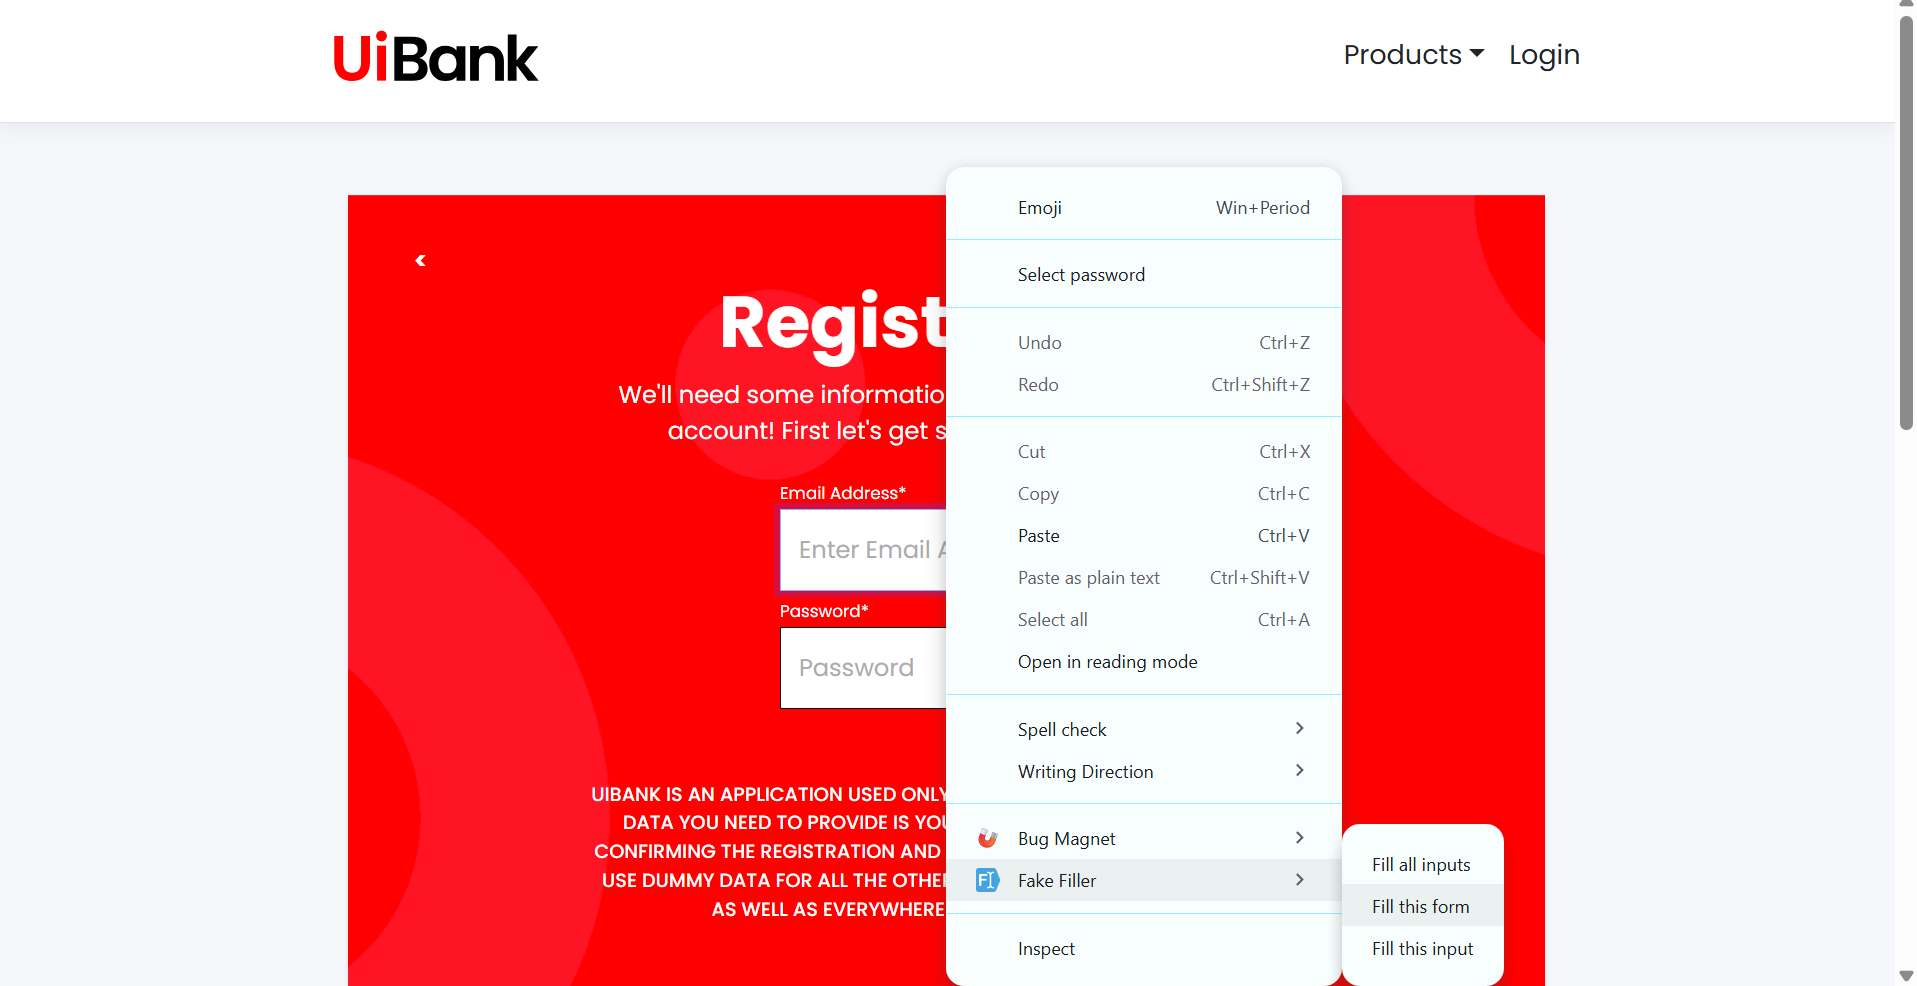 UiBank
Products
Login
Regist
We'll need some informatio
account! First let's get s
Email Address*
Enter Email A
Password*
Password
UIBANK IS AN APPLICATION USED ONLY
DATA YOU NEED TO PROVIDE IS YOU
CONFIRMING THE REGISTRATION AND
USE DUMMY DATA FOR ALL THE OTHE
AS WELL AS EVERYWHERE
Emoji Win+Period
Select password
Undo Ctrl+Z
Redo Ctrl+Shift+Z
Cut Ctrl+X
Copy Ctrl+C
Paste Ctrl+V
Paste as plain text Ctrl+Shift+V
Select all Ctrl+A
Open in reading mode
Spell check
Writing Direction
Bug Magnet
Fake Filler
Inspect
Fill all inputs
Fill this form
Fill this input